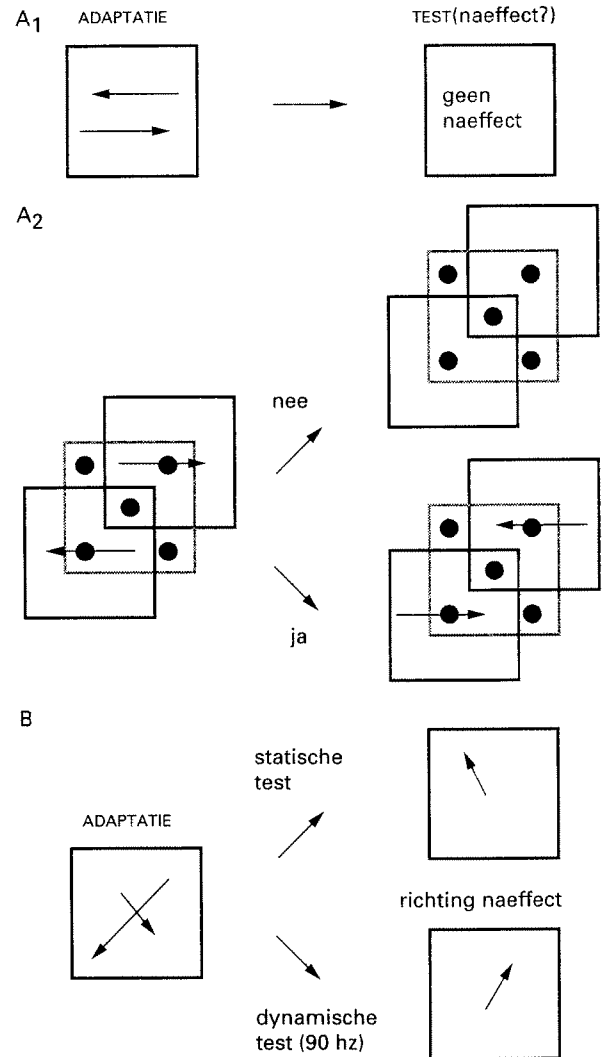 A1
ADAPTATIE
TEST(naeffect?)
geen
naeffect
A2
nee
ja
B
ADAPTATIE
statische
test
richting naeffect
dynamische
test (90 hz)